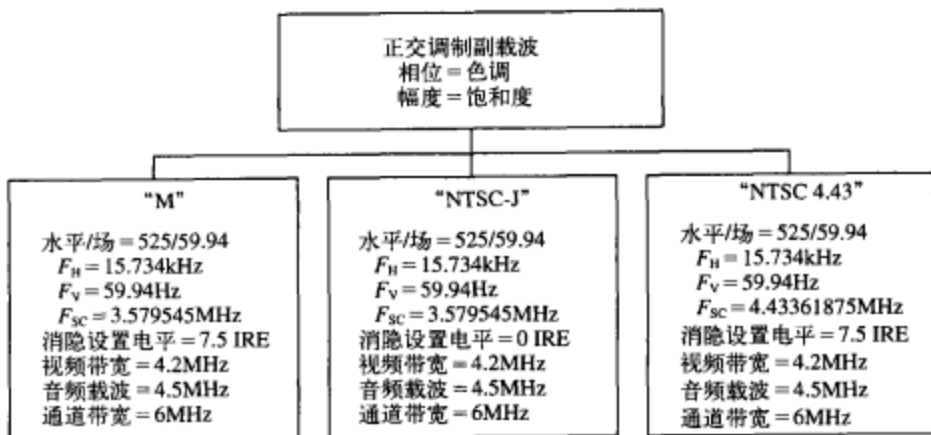 正交调制副载波
相位=色调
幅度=饱和度
“M”
水平/场=525/59.94
F_H=15.734kHz
F_V=59.94Hz
F_SC=3.579545MHz
消隐设置电平=7.5 IRE
视频带宽=4.2MHz
音频载波=4.5MHz
通道带宽=6MHz
“NTSC-J”
水平/场=525/59.94
F_H=15.734kHz
F_V=59.94Hz
F_SC=3.579545MHz
消隐设置电平=0 IRE
视频带宽=4.2MHz
音频载波=4.5MHz
通道带宽=6MHz
“NTSC 4.43”
水平/场=525/59.94
F_H=15.734kHz
F_V=59.94Hz
F_SC=4.43361875MHz
消隐设置电平=7.5 IRE
视频带宽=4.2MHz
音频载波=4.5MHz
通道带宽=6MHz